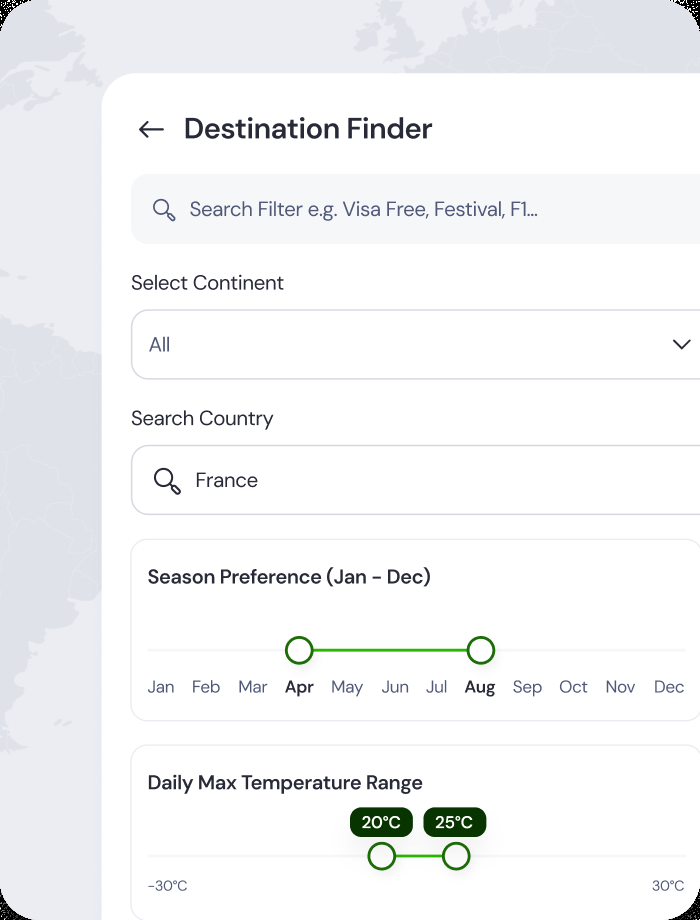 Destination Finder
Search Filter e.g. Visa Free, Festival, F1...
Select Continent
All
Search Country
France
Season Preference (Jan - Dec)
Jan Feb Mar Apr May Jun Jul Aug Sep Oct Nov Dec
Daily Max Temperature Range
20°C 25°C
-30°C 30°C